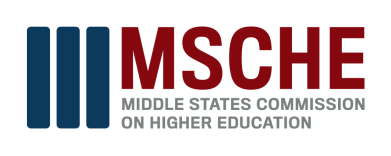 MSCHE
MIDDLE STATES COMMISSION
ON HIGHER EDUCATION